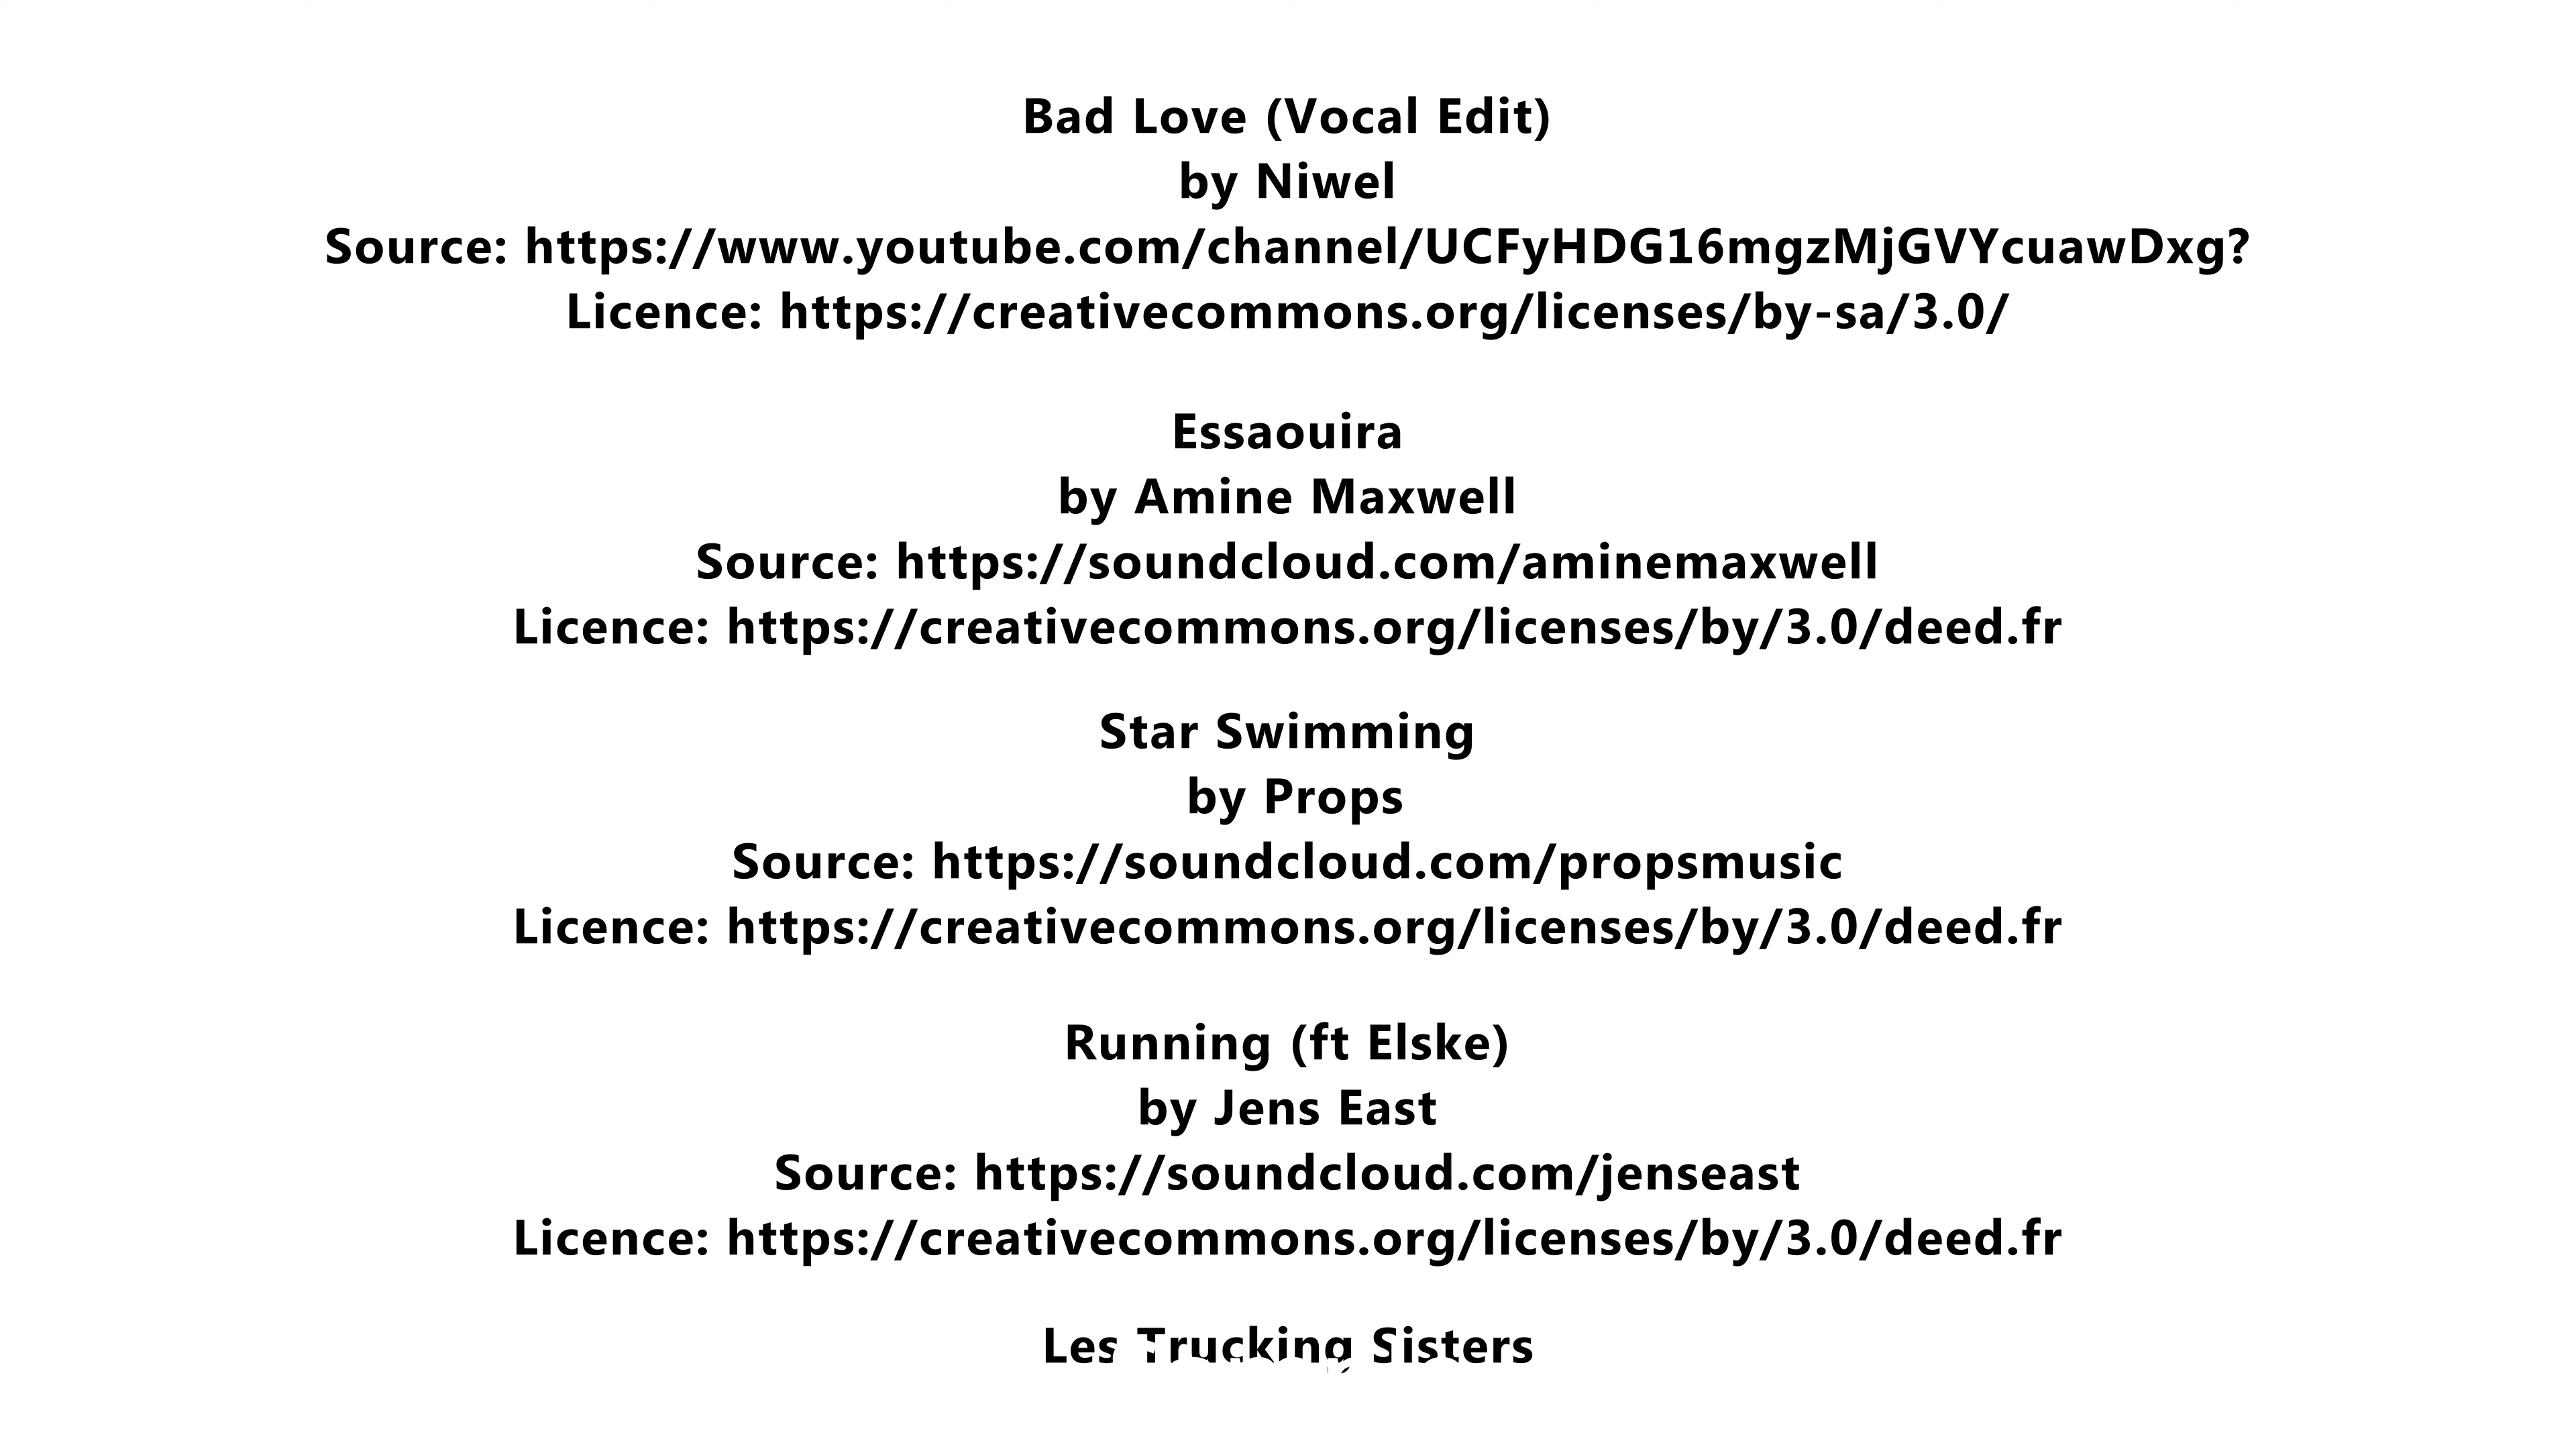 Bad Love (Vocal Edit)
by Niwel
Source: https://www.youtube.com/channel/UCFyHDG16mgzMjGVYcuawDxg?
Licence: https://creativecommons.org/licenses/by-sa/3.0/
Essaouira
by Amine Maxwell
Source: https://soundcloud.com/aminemaxwell
Licence: https://creativecommons.org/licenses/by/3.0/deed.fr
Star Swimming
by Props
Source: https://soundcloud.com/propsmusic
Licence: https://creativecommons.org/licenses/by/3.0/deed.fr
Running (ft Elske)
by Jens East
Source: https://soundcloud.com/jenseast
Licence: https://creativecommons.org/licenses/by/3.0/deed.fr
Les Trucking Sisters